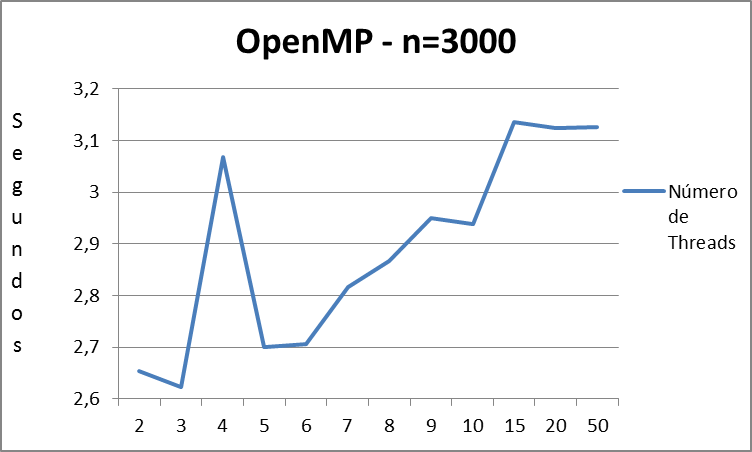 OpenMP - n=3000
Segundos
3,2
3,1
3
2,9
2,8
2,7
2,6
2 3 4 5 6 7 8 9 10 15 20 50
Número
de
Threads